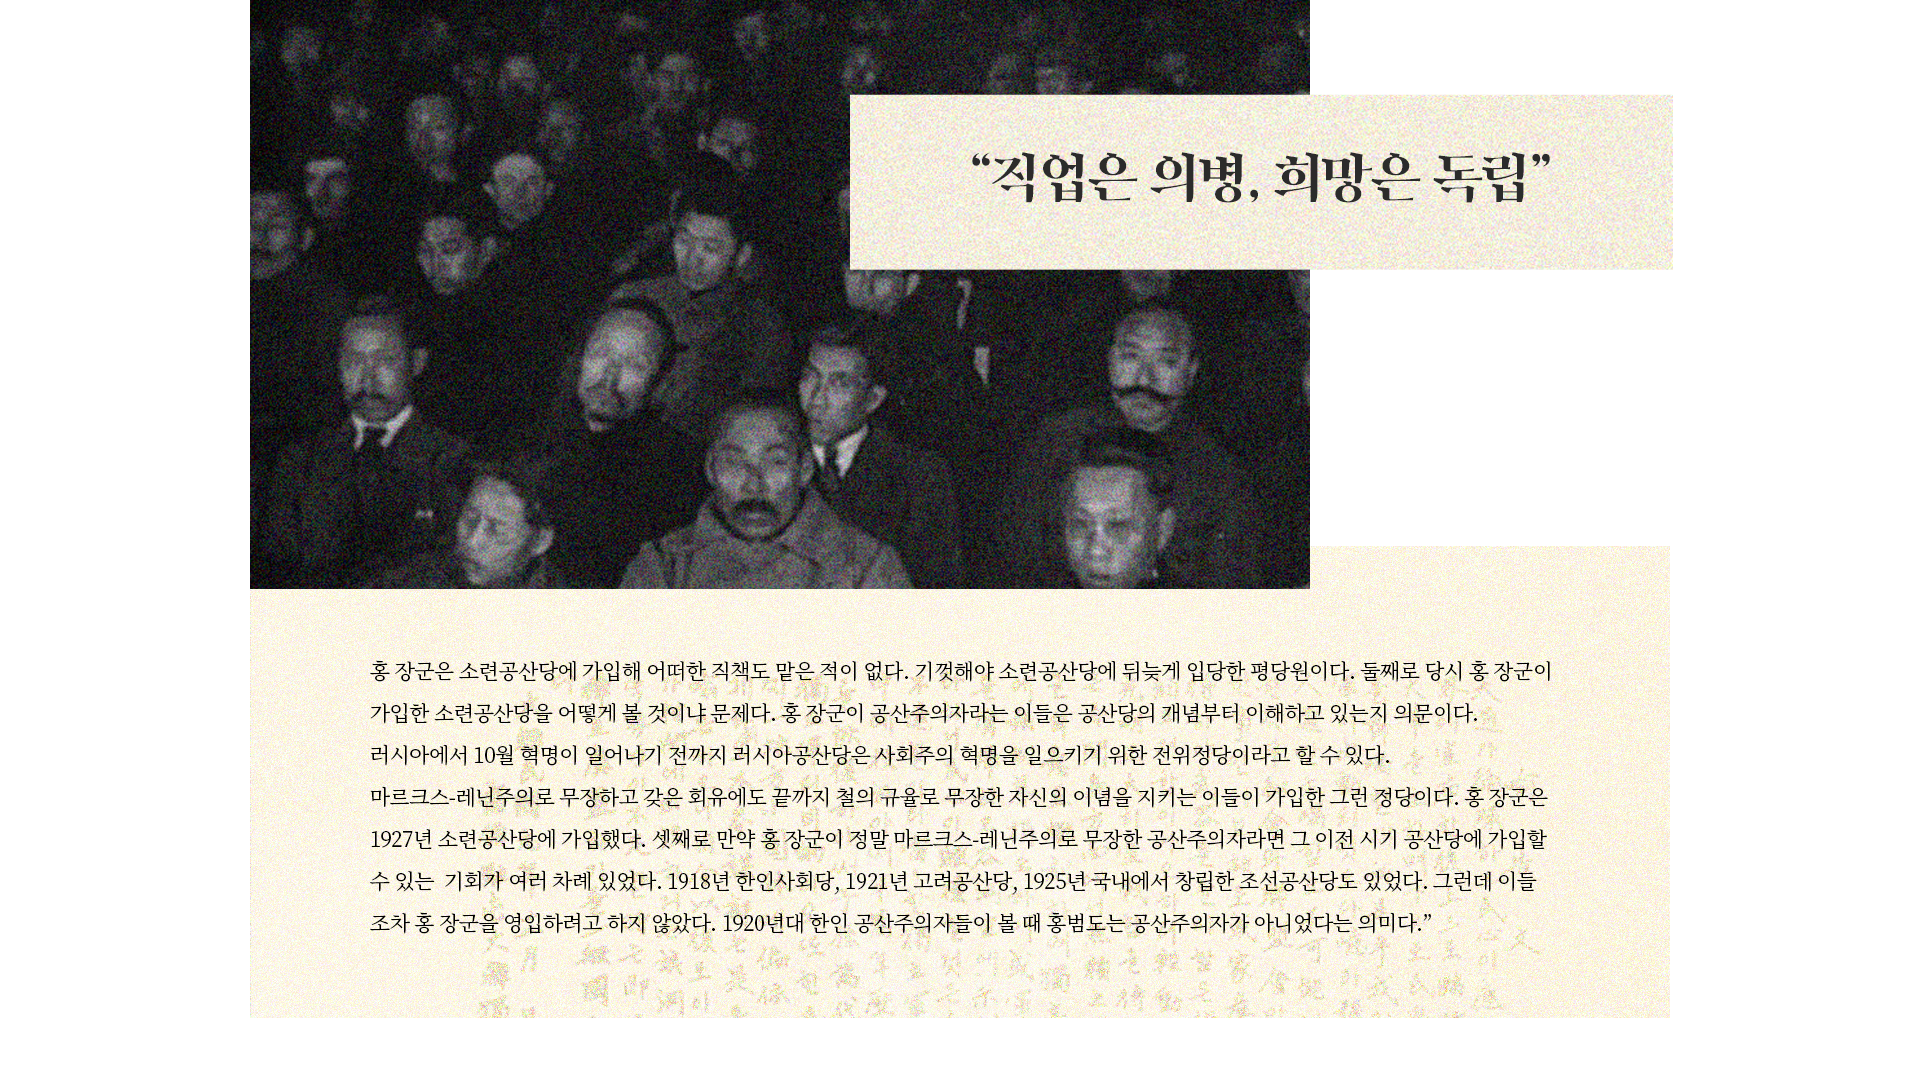 “직업은 의병, 희망은 독립”
홍 장군은 소련공산당에 가입해 어떠한 직책도 맡은 적이 없다. 기껏해야 소련공산당에 뒤늦게 입당한 평당원이다. 둘째로 당시 홍 장군이
가입한 소련공산당을 어떻게 볼 것이냐 문제다. 홍 장군이 공산주의자라는 이들은 공산당의 개념부터 이해하고 있는지 의문이다.
러시아에서 10월 혁명이 일어나기 전까지 러시아공산당은 사회주의 혁명을 일으키기 위한 전위정당이라고 할 수 있다.
마르크스-레닌주의로 무장하고 갖은 회유에도 끝까지 철의 규율로 무장한 자신의 이념을 지키는 이들이 가입한 그런 정당이다. 홍 장군은
1927년 소련공산당에 가입했다. 셋째로 만약 홍 장군이 정말 마르크스-레닌주의로 무장한 공산주의자라면 그 이전 시기 공산당에 가입할
수 있는 기회가 여러 차례 있었다. 1918년 한인사회당, 1921년 고려공산당, 1925년 국내에서 창립한 조선공산당도 있었다. 그런데 이들
조차 홍 장군을 영입하려고 하지 않았다. 1920년대 한인 공산주의자들이 볼 때 홍범도는 공산주의자가 아니었다는 의미다.”